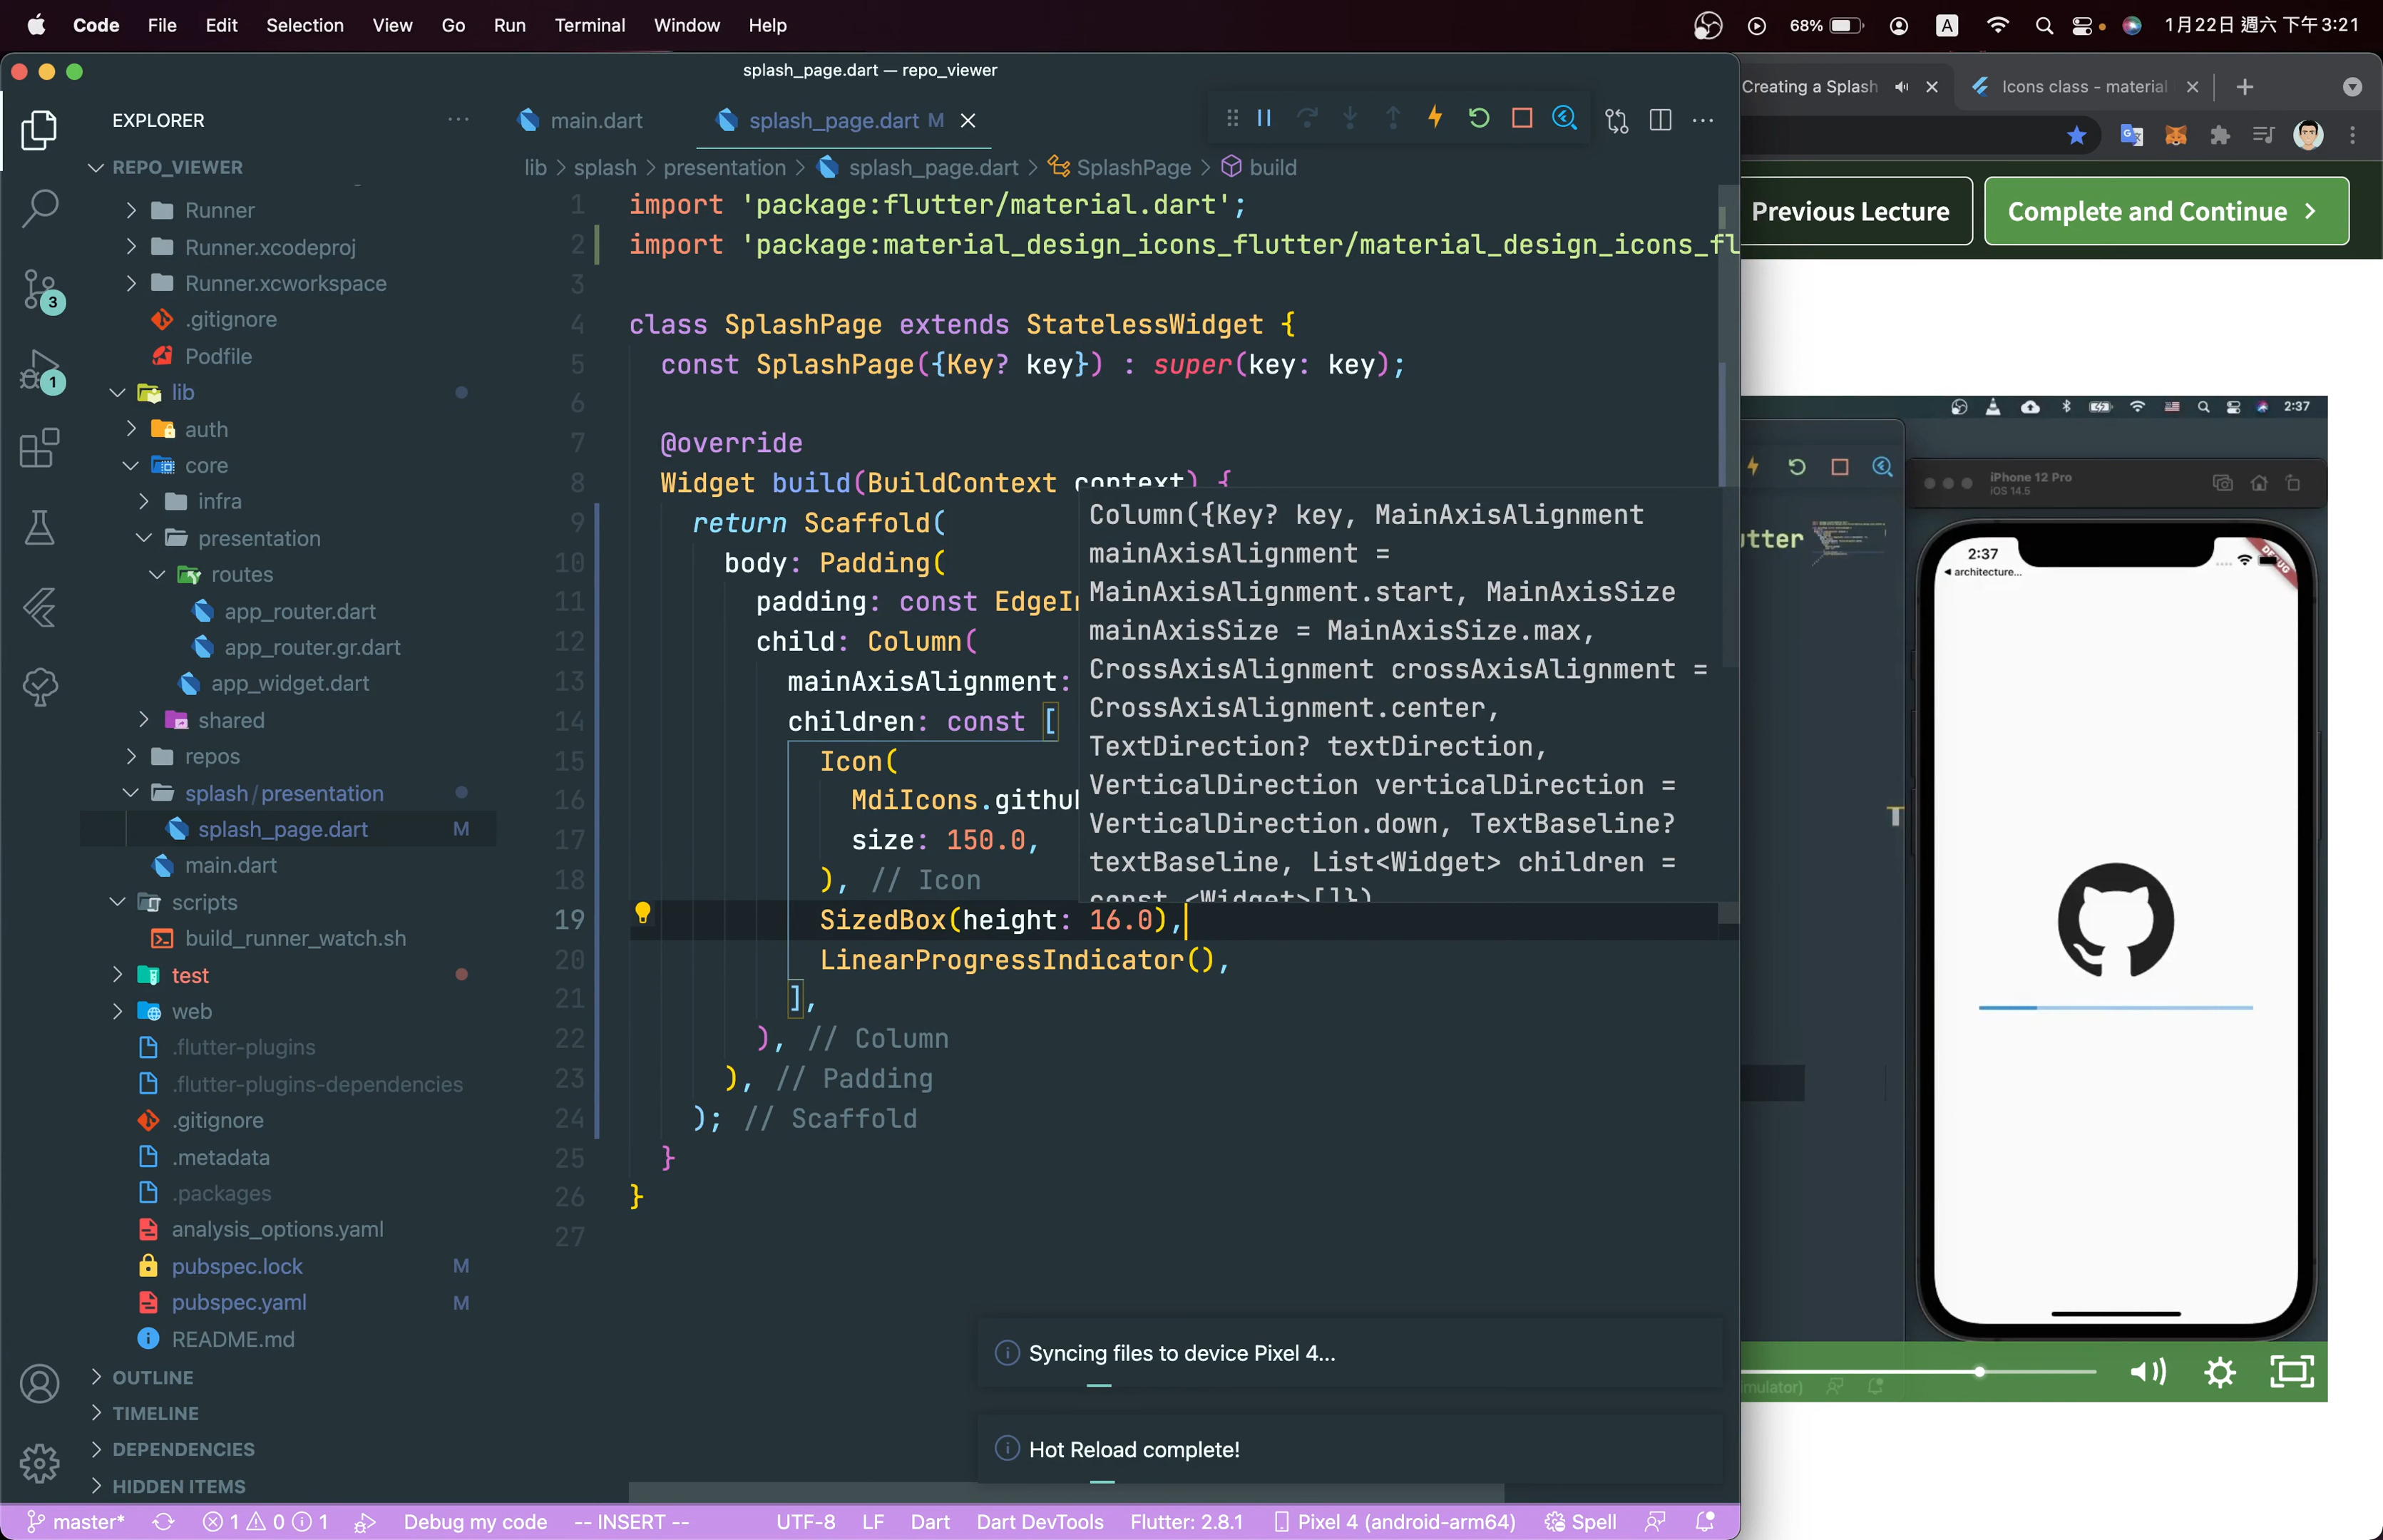 Code File Edit Selection View Go Run Terminal Window Help
68% A 1月22日 週六 下午3:21
splash_page.dart — repo_viewer
Creating a Splash
Icons class - material
EXPLORER
main.dart
splash_page.dart M
REPO_VIEWER
lib > splash > presentation > splash_page.dart > SplashPage > build
Runner
Runner.xcodeproj
Runner.xcworkspace
.gitignore
Podfile
lib
auth
core
infra
presentation
routes
app_router.dart
app_router.gr.dart
app_widget.dart
shared
repos
splash/presentation
splash_page.dart M
main.dart
scripts
build_runner_watch.sh
test
web
.flutter-plugins
.flutter-plugins-dependencies
.gitignore
.metadata
.packages
analysis_options.yaml
pubspec.lock M
pubspec.yaml M
README.md
OUTLINE
TIMELINE
DEPENDENCIES
HIDDEN ITEMS
3
1
1 import 'package:flutter/material.dart';
2 import 'package:material_design_icons_flutter/material_design_icons_fl
3
4 class SplashPage extends StatelessWidget {
5 const SplashPage({Key? key}) : super(key: key);
6
7 @override
8 Widget build(BuildContext context) {
9 return Scaffold(
10 body: Padding(
11 padding: const EdgeIn
12 child: Column(
13 mainAxisAlignment:
14 children: const [
15 Icon(
16 MdiIcons.github
17 size: 150.0,
18 ), // Icon
19 SizedBox(height: 16.0),
20 LinearProgressIndicator(),
21 ],
22 ), // Column
23 ), // Padding
24 ); // Scaffold
25 }
26 }
27
Column({Key? key, MainAxisAlignment
mainAxisAlignment =
MainAxisAlignment.start, MainAxisSize
mainAxisSize = MainAxisSize.max,
CrossAxisAlignment crossAxisAlignment =
CrossAxisAlignment.center,
TextDirection? textDirection,
VerticalDirection verticalDirection =
VerticalDirection.down, TextBaseline?
textBaseline, List<Widget> children =
const <Widget>[]})
Syncing files to device Pixel 4...
Hot Reload complete!
master* 1 0 1 Debug my code -- INSERT -- UTF-8 LF Dart Dart DevTools Flutter: 2.8.1 Pixel 4 (android-arm64) Spell
Previous Lecture
Complete and Continue
2:37
iPhone 12 Pro
iOS 14.5
utter
2:37
architecture...
DEBUG
T
mulator)